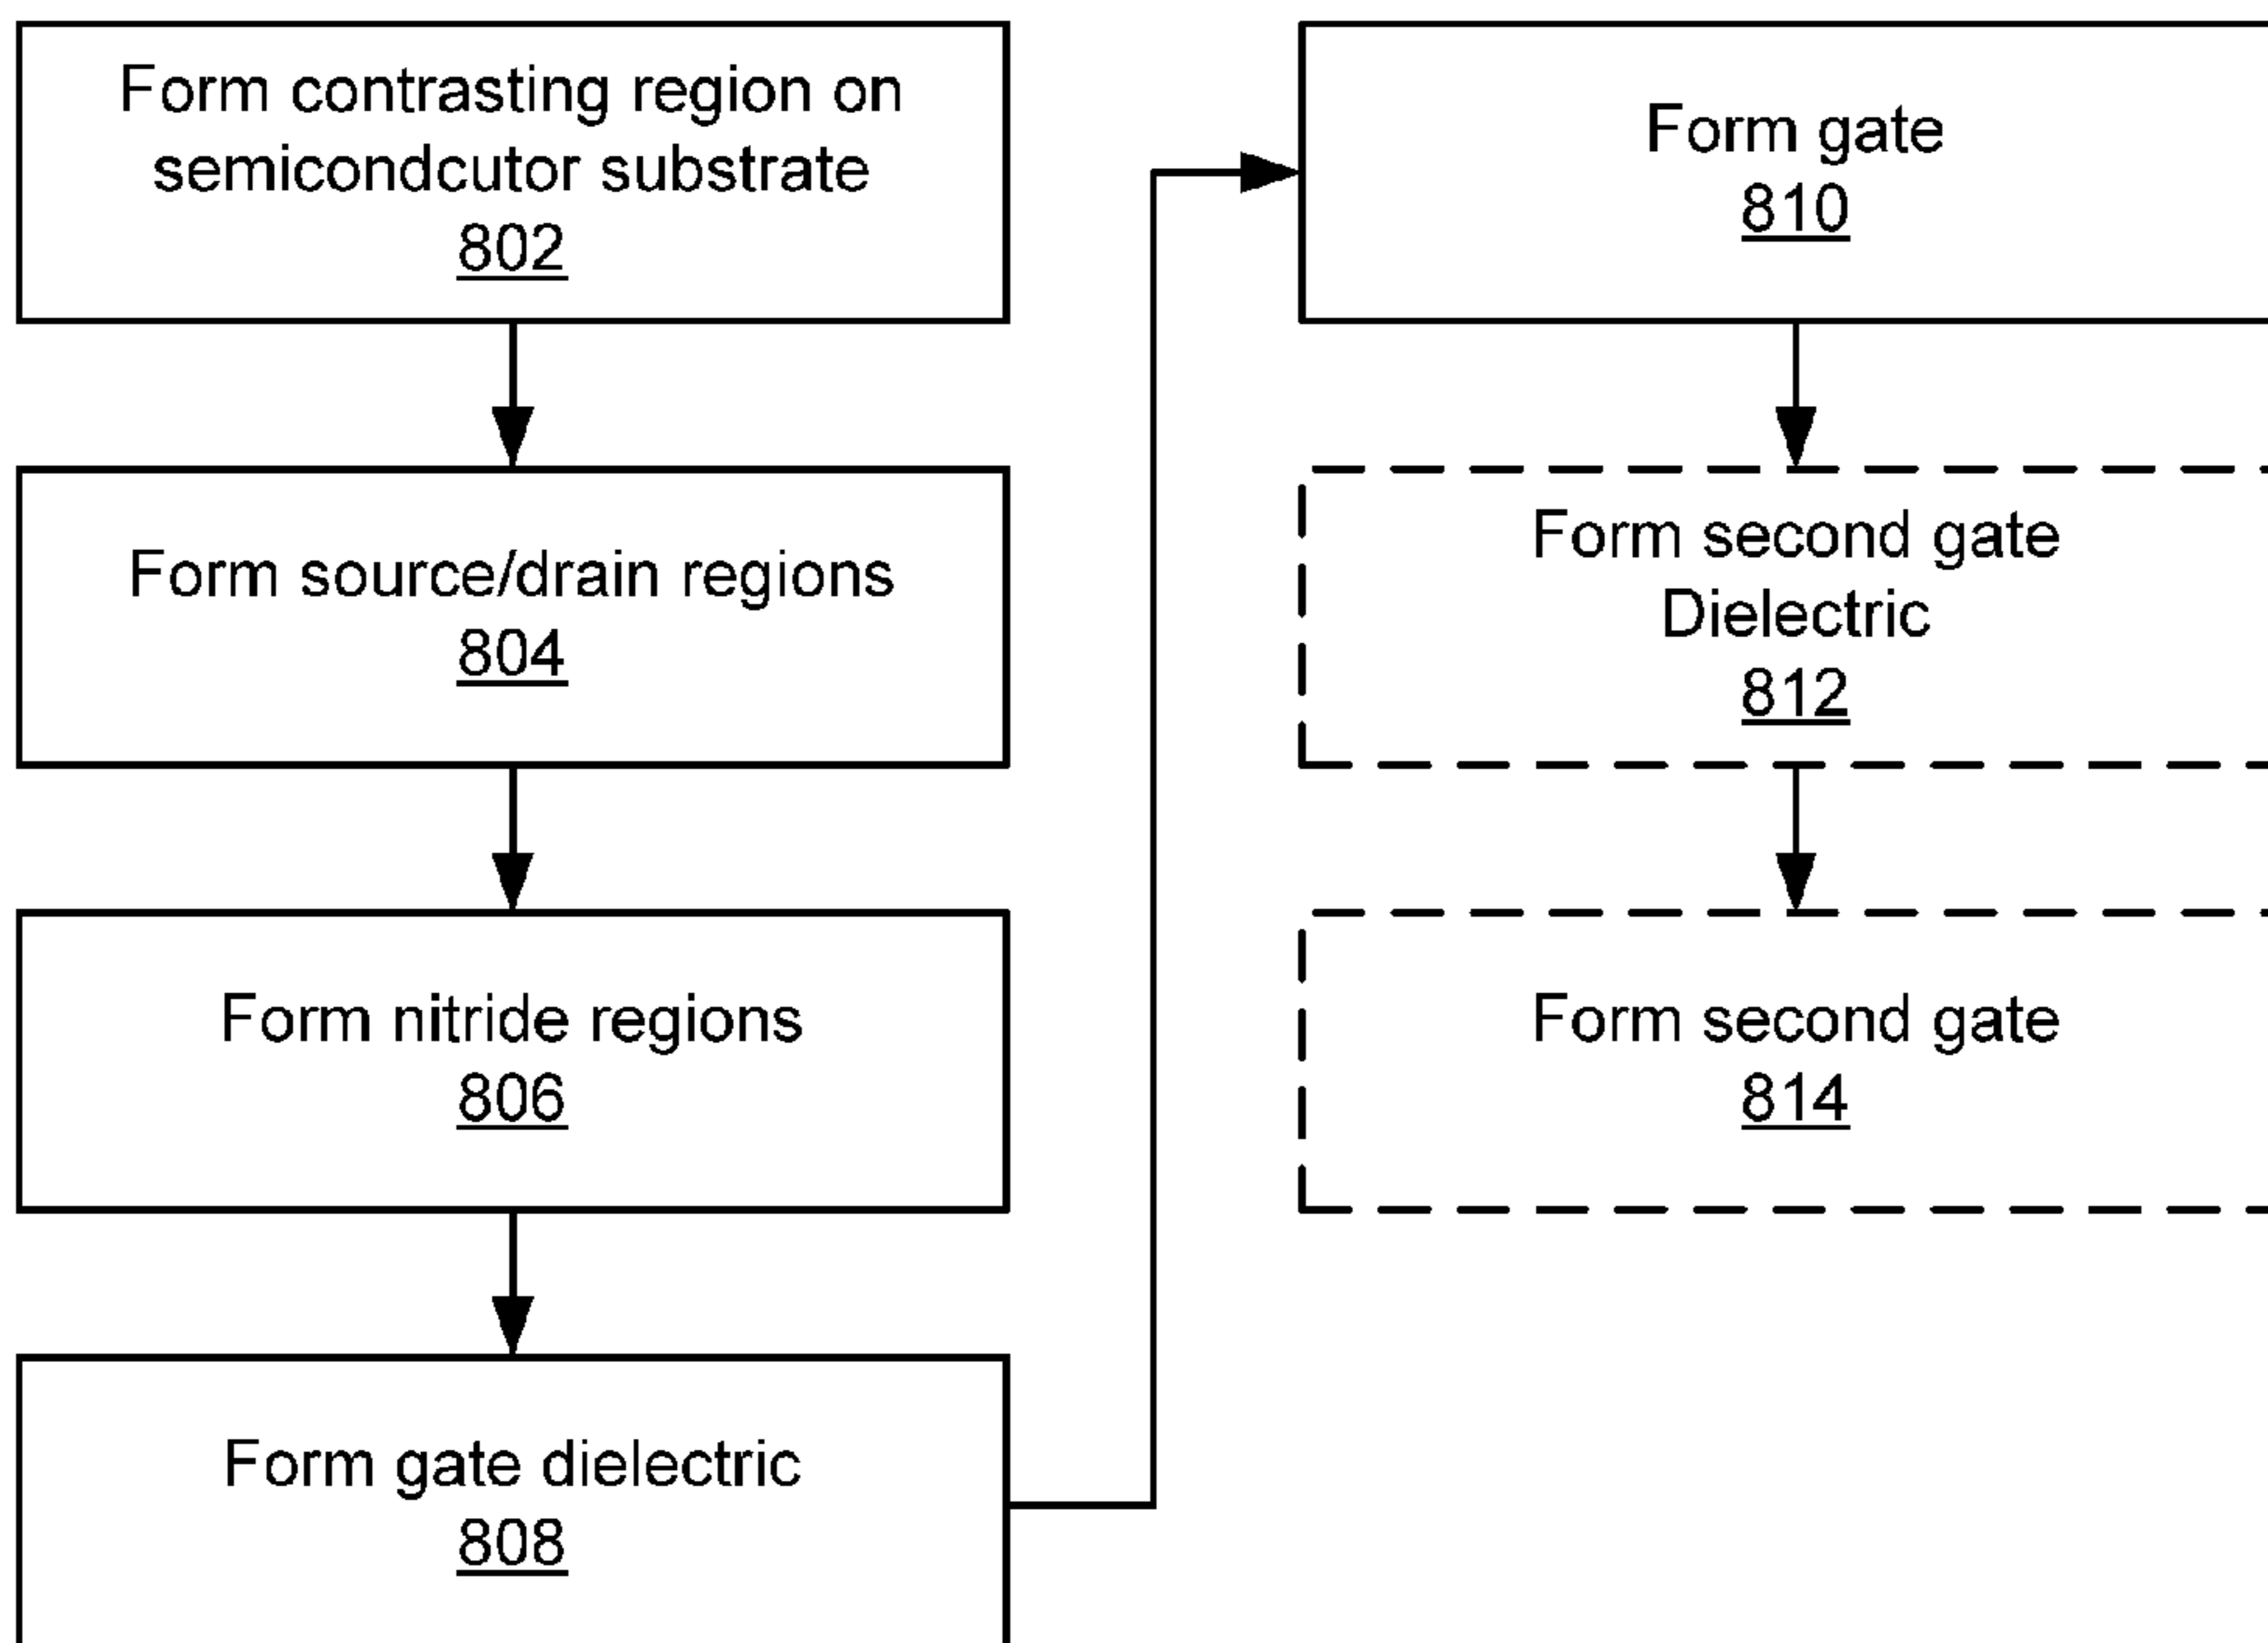 Form contrasting region on
semicondcutor substrate
802
Form source/drain regions
804
Form nitride regions
806
Form gate dielectric
808
Form gate
810
Form second gate
Dielectric
812
Form second gate
814